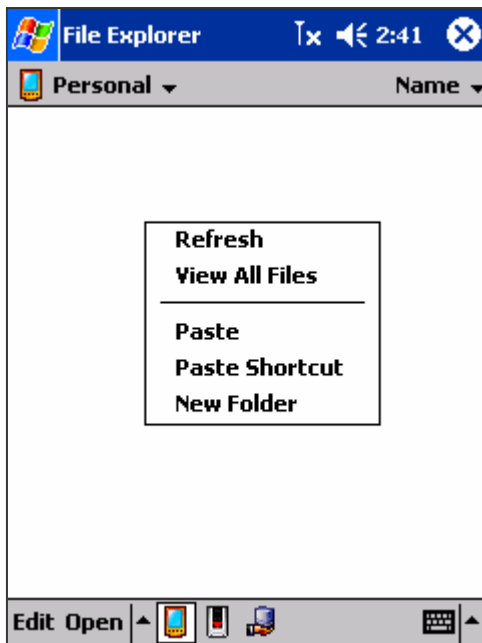 File Explorer 2:41
Personal Name
Refresh
View All Files
Paste
Paste Shortcut
New Folder
Edit Open